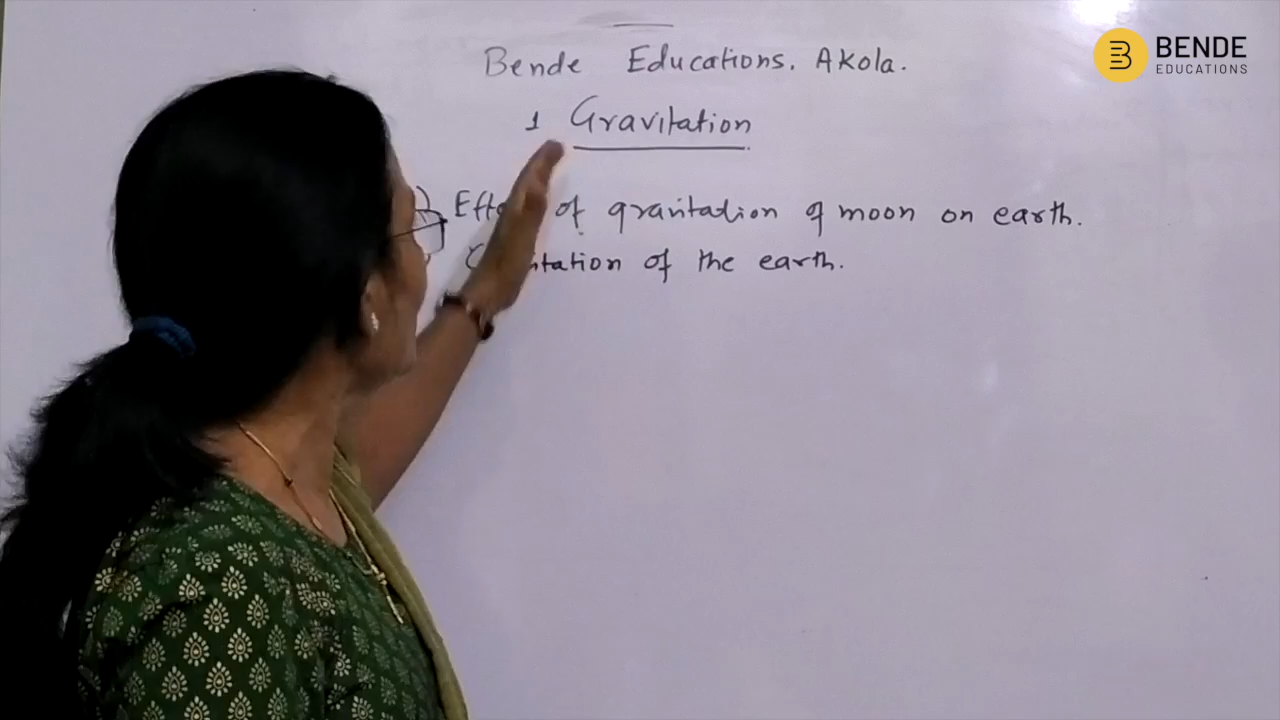 Bende Educations. Akola.
BENDE
EDUCATIONS
1 Gravitation
of gravitation of moon on earth.
of the earth.